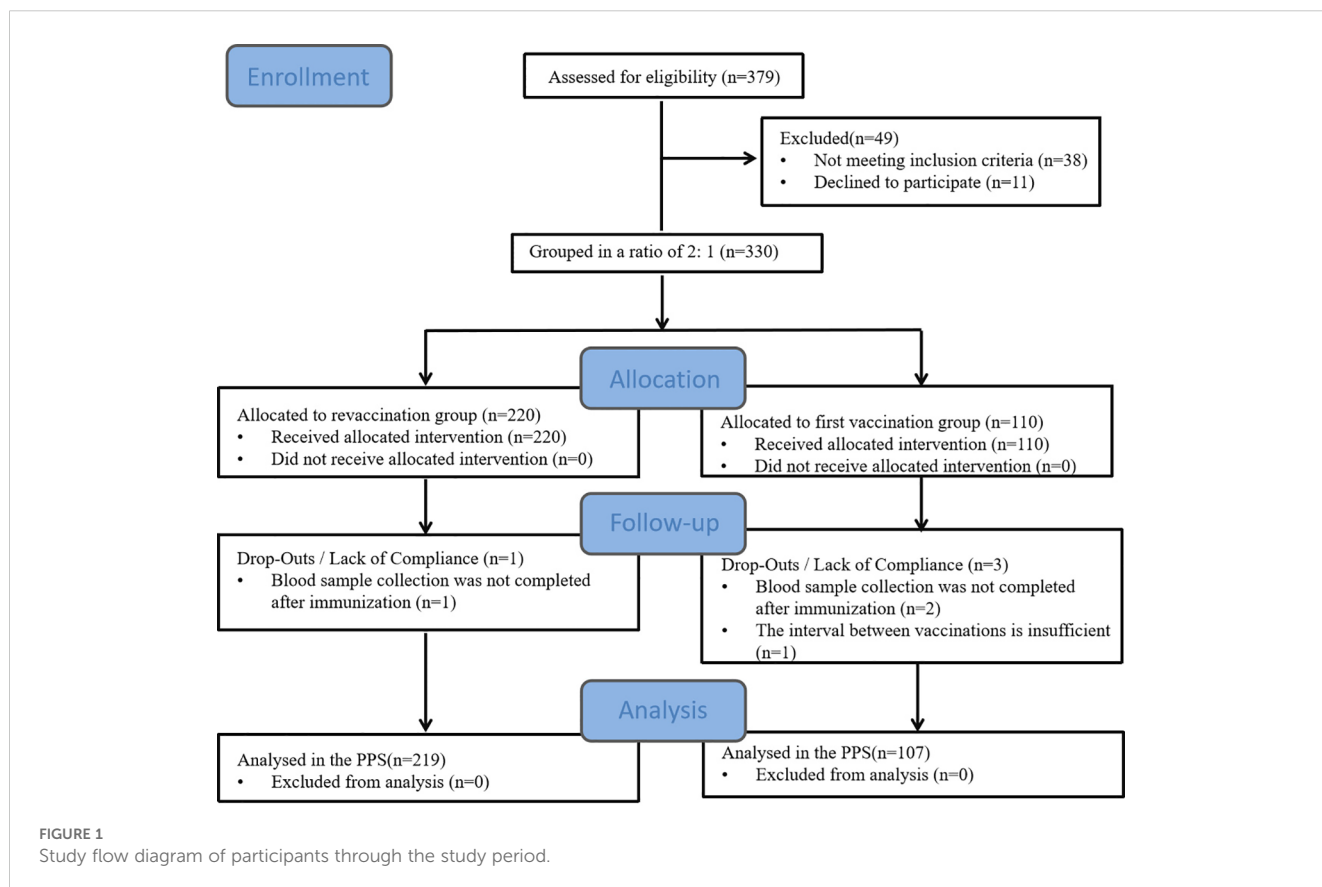 Enrollment
Assessed for eligibility (n=379)
Excluded(n=49)
• Not meeting inclusion criteria (n=38)
• Declined to participate (n=11)
Grouped in a ratio of 2: 1 (n=330)
Allocation
Allocated to revaccination group (n=220)
• Received allocated intervention (n=220)
• Did not receive allocated intervention (n=0)
Allocated to first vaccination group (n=110)
• Received allocated intervention (n=110)
• Did not receive allocated intervention (n=0)
Follow-up
Drop-Outs / Lack of Compliance (n=1)
• Blood sample collection was not completed
after immunization (n=1)
Drop-Outs / Lack of Compliance (n=3)
• Blood sample collection was not completed
after immunization (n=2)
• The interval between vaccinations is insufficient
(n=1)
Analysis
Analysed in the PPS(n=219)
• Excluded from analysis (n=0)
Analysed in the PPS(n=107)
• Excluded from analysis (n=0)
FIGURE 1
Study flow diagram of participants through the study period.